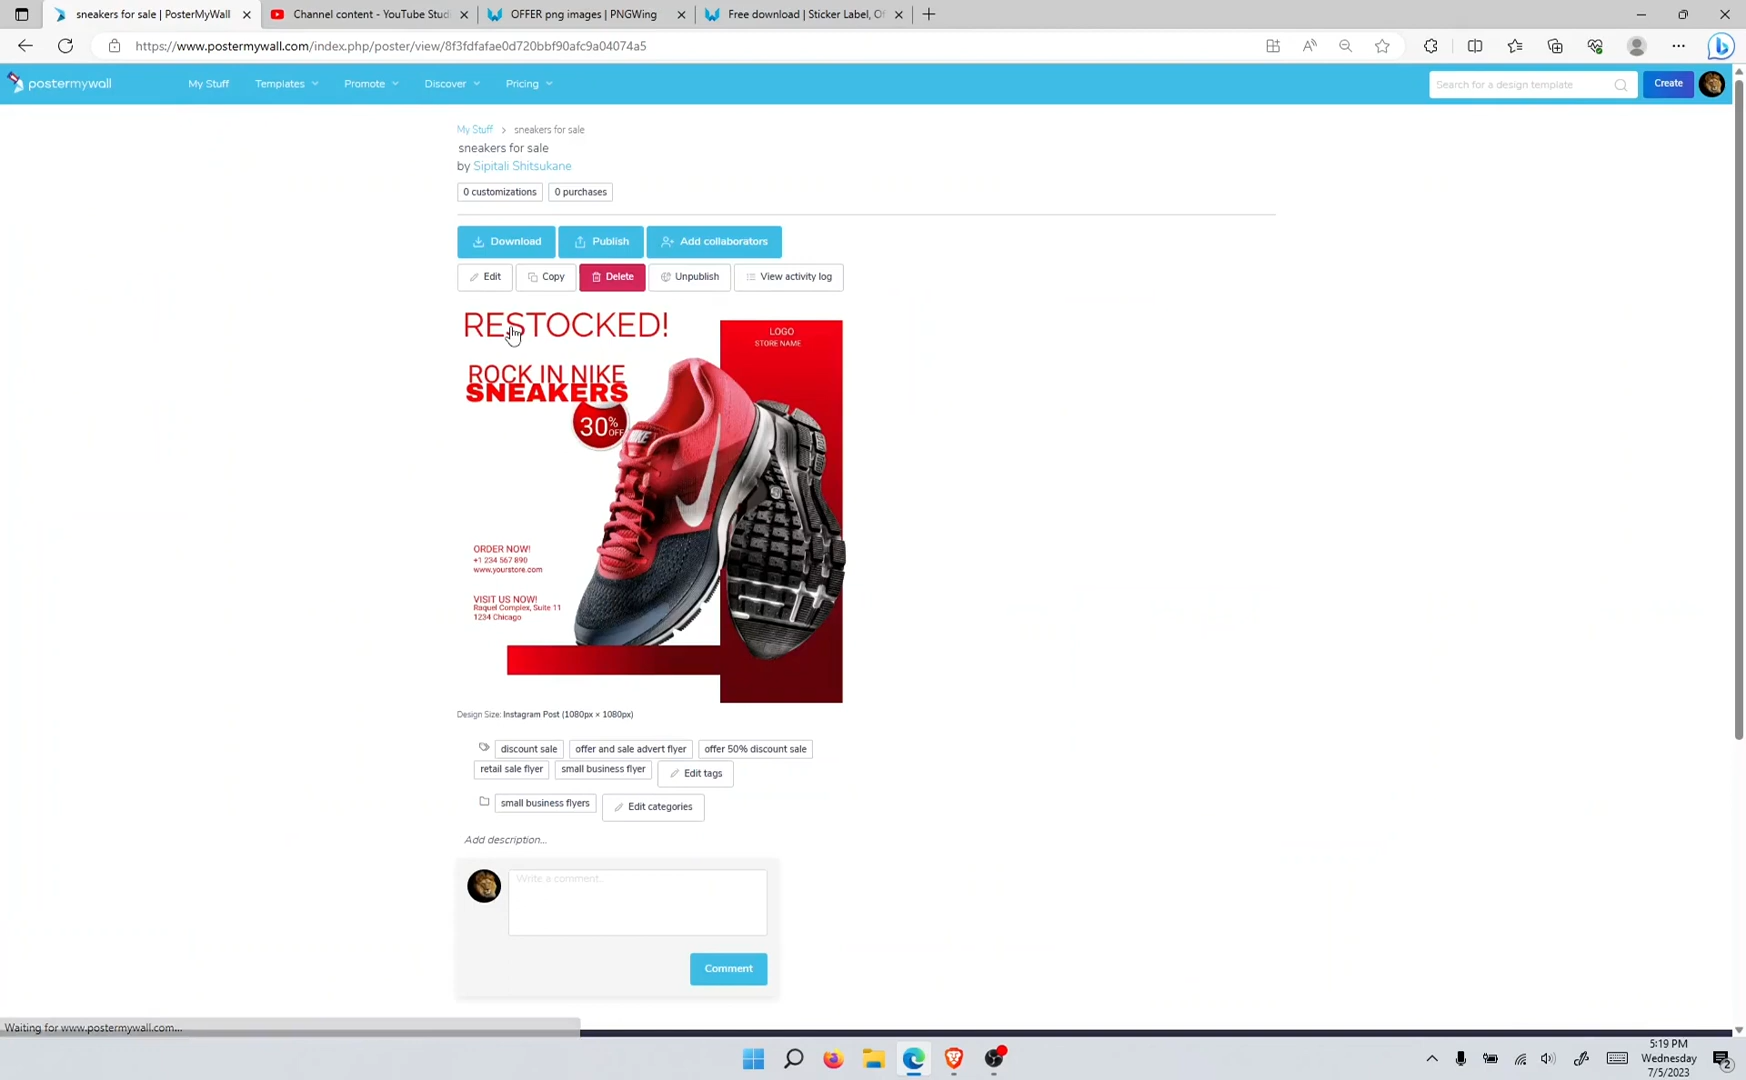 sneakers for sale | PosterMyWall
Channel content - YouTube Studi
OFFER png images | PNGWing
Free download | Sticker Label, Of
https://www.postermywall.com/index.php/poster/view/8f3fdfafae0d720bbf90afc9a04074a5
postermywall
My Stuff
Templates
Promote
Discover
Pricing
Search for a design template
Create
My Stuff > sneakers for sale
sneakers for sale
by Sipitali Shitsukane
0 customizations
0 purchases
Download
Publish
Add collaborators
Edit
Copy
Delete
Unpublish
View activity log
RESTOCKED!
LOGO
STORE NAME
ROCK IN NIKE
SNEAKERS
30%
OFF
NIKE
ORDER NOW!
+1 234 567 890
www.yourstore.com
VISIT US NOW!
Raquel Complex, Suite 11
1234 Chicago
Design Size: Instagram Post (1080px × 1080px)
discount sale
offer and sale advert flyer
offer 50% discount sale
retail sale flyer
small business flyer
Edit tags
small business flyers
Edit categories
Add description...
Write a comment...
Comment
Waiting for www.postermywall.com...
5:19 PM
Wednesday
7/5/2023
2